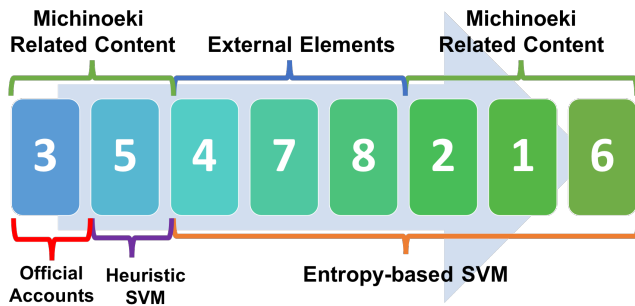 Michinoeki
Related Content
External Elements
Michinoeki
Related Content
3 5 4 7 8 2 1 6
Official
Accounts
Heuristic
SVM
Entropy-based SVM